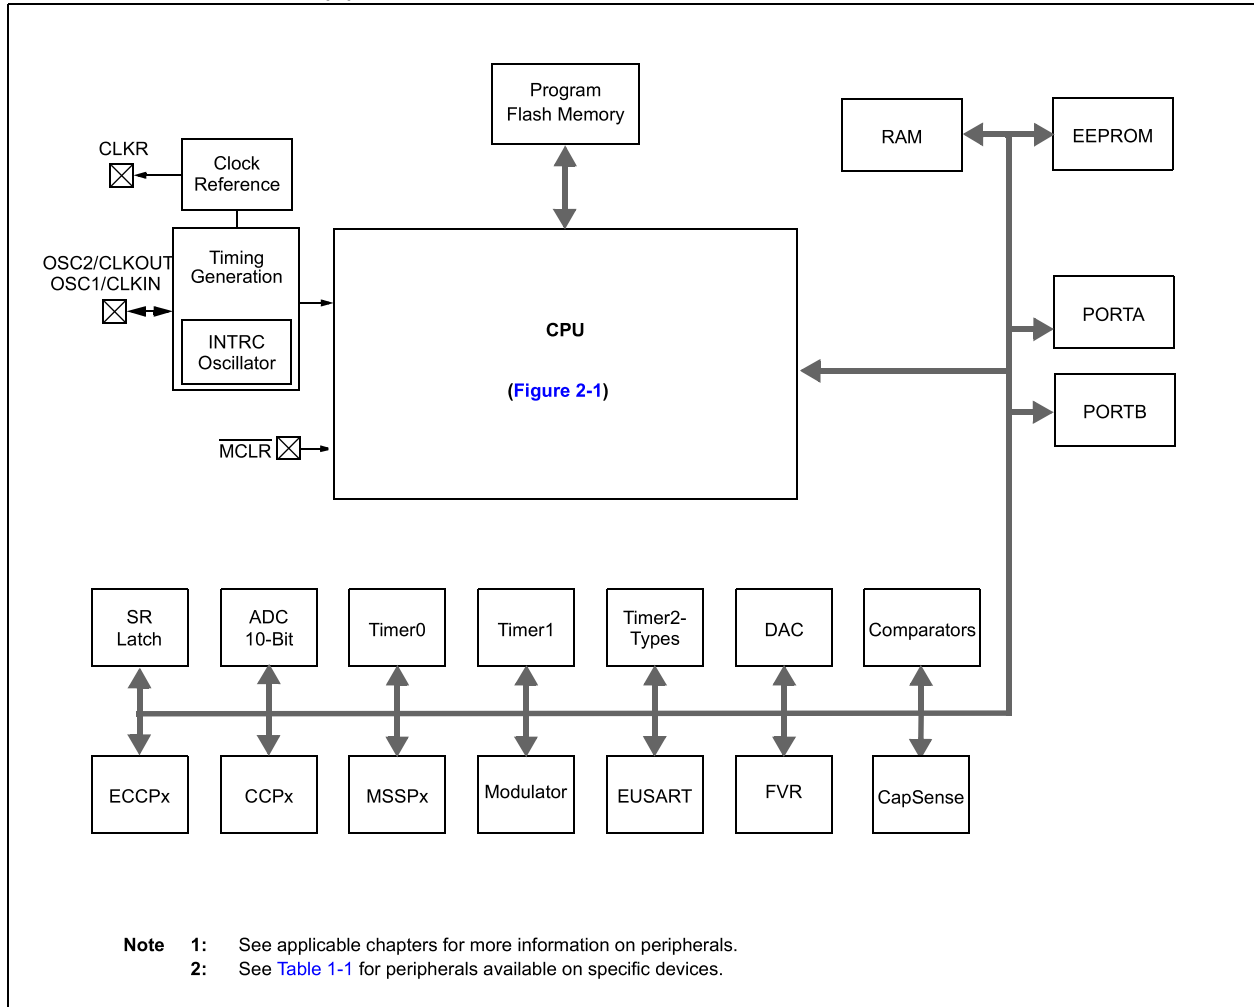 Program
Flash Memory
RAM
EEPROM
CLKR
Clock
Reference
OSC2/CLKOUT
OSC1/CLKIN
Timing
Generation
INTRC
Oscillator
MCLR
CPU
(Figure 2-1)
PORTA
PORTB
SR
Latch
ADC
10-Bit
Timer0
Timer1
Timer2-
Types
DAC
Comparators
ECCPx
CCPx
MSSPx
Modulator
EUSART
FVR
CapSense
Note 1: See applicable chapters for more information on peripherals.
2: See Table 1-1 for peripherals available on specific devices.